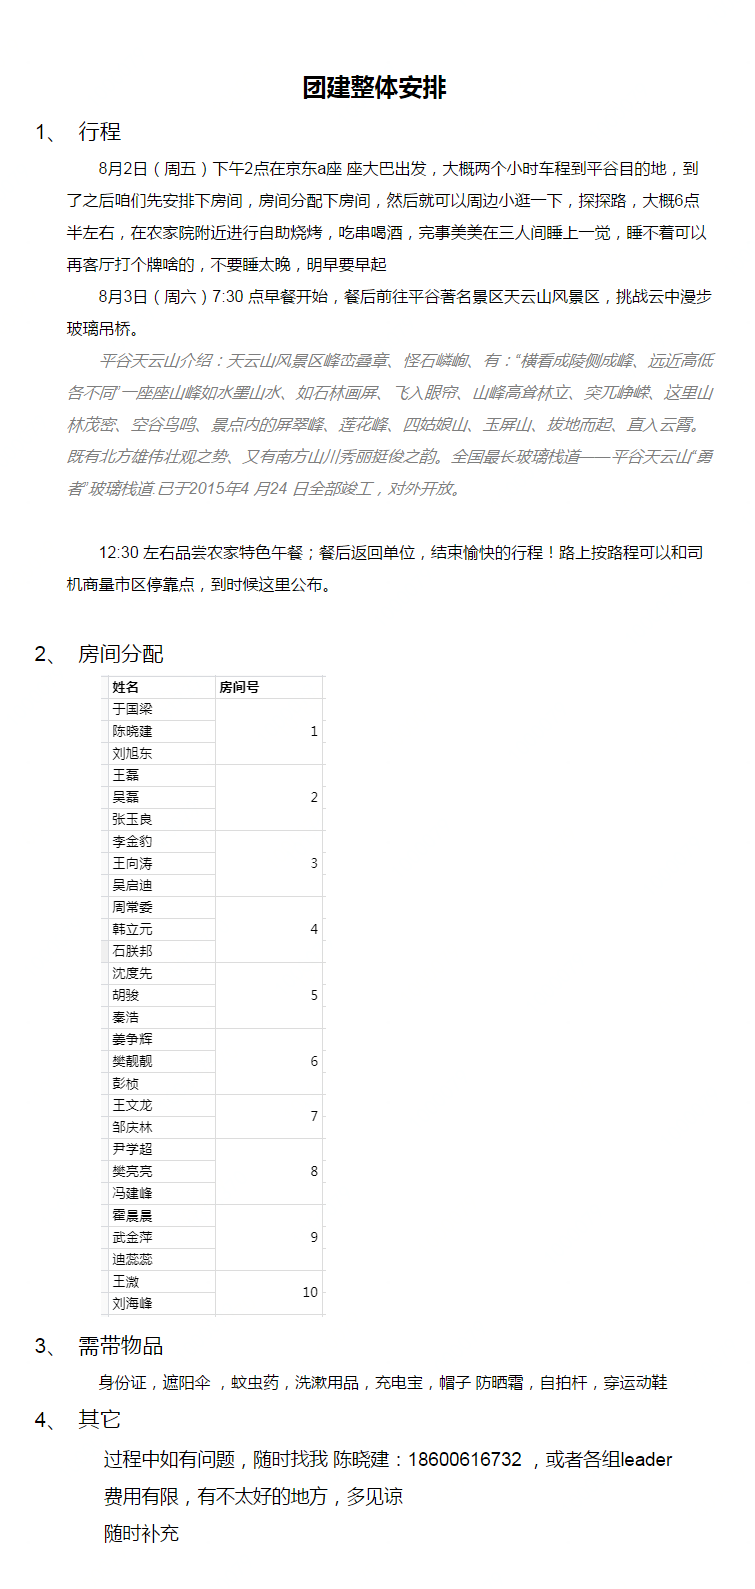 团建整体安排
1、 行程
8月2日（周五）下午2点在京东a座 座大巴出发，大概两个小时车程到平谷目的地，到
了之后咱们先安排下房间，房间分配下房间，然后就可以周边小逛一下，探探路，大概6点
半左右，在农家院附近进行自助烧烤，吃串喝酒，完事美美在三人间睡上一觉，睡不着可以
再客厅打个牌啥的，不要睡太晚，明早要早起
8月3日（周六）7:30 点早餐开始，餐后前往平谷著名景区天云山风景区，挑战云中漫步
玻璃吊桥。
平谷天云山介绍：天云山风景区峰峦叠章、怪石嶙峋、有：“横看成陵侧成峰、远近高低
各不同”一座座山峰如水墨山水、如石林画屏、飞入眼帘、山峰高耸林立、突兀峥嵘、这里山
林茂密、空谷鸟鸣、景点内的屏翠峰、莲花峰、四姑娘山、玉屏山、拔地而起、直入云霄。
既有北方雄伟壮观之势、又有南方山川秀丽挺俊之韵。全国最长玻璃栈道——平谷天云山“勇
者”玻璃栈道.已于2015年4 月24 日全部竣工，对外开放。
12:30 左右品尝农家特色午餐；餐后返回单位，结束愉快的行程！路上按路程可以和司
机商量市区停靠点，到时候这里公布。
2、 房间分配
姓名 房间号
于国梁
陈晓建 1
刘旭东
王磊
吴磊 2
张玉良
李金豹
王向涛 3
吴启迪
周常委
韩立元 4
石朕邦
沈度先
胡骏 5
秦浩
姜争辉
樊靓靓 6
彭桢
王文龙
7
邹庆林
尹学超
樊亮亮 8
冯建峰
霍晨晨
武金萍 9
迪蕊蕊
王溦
10
刘海峰
3、 需带物品
身份证，遮阳伞 ，蚊虫药，洗漱用品，充电宝，帽子 防晒霜，自拍杆，穿运动鞋
4、 其它
过程中如有问题，随时找我 陈晓建：18600616732 ，或者各组leader
费用有限，有不太好的地方，多见谅
随时补充